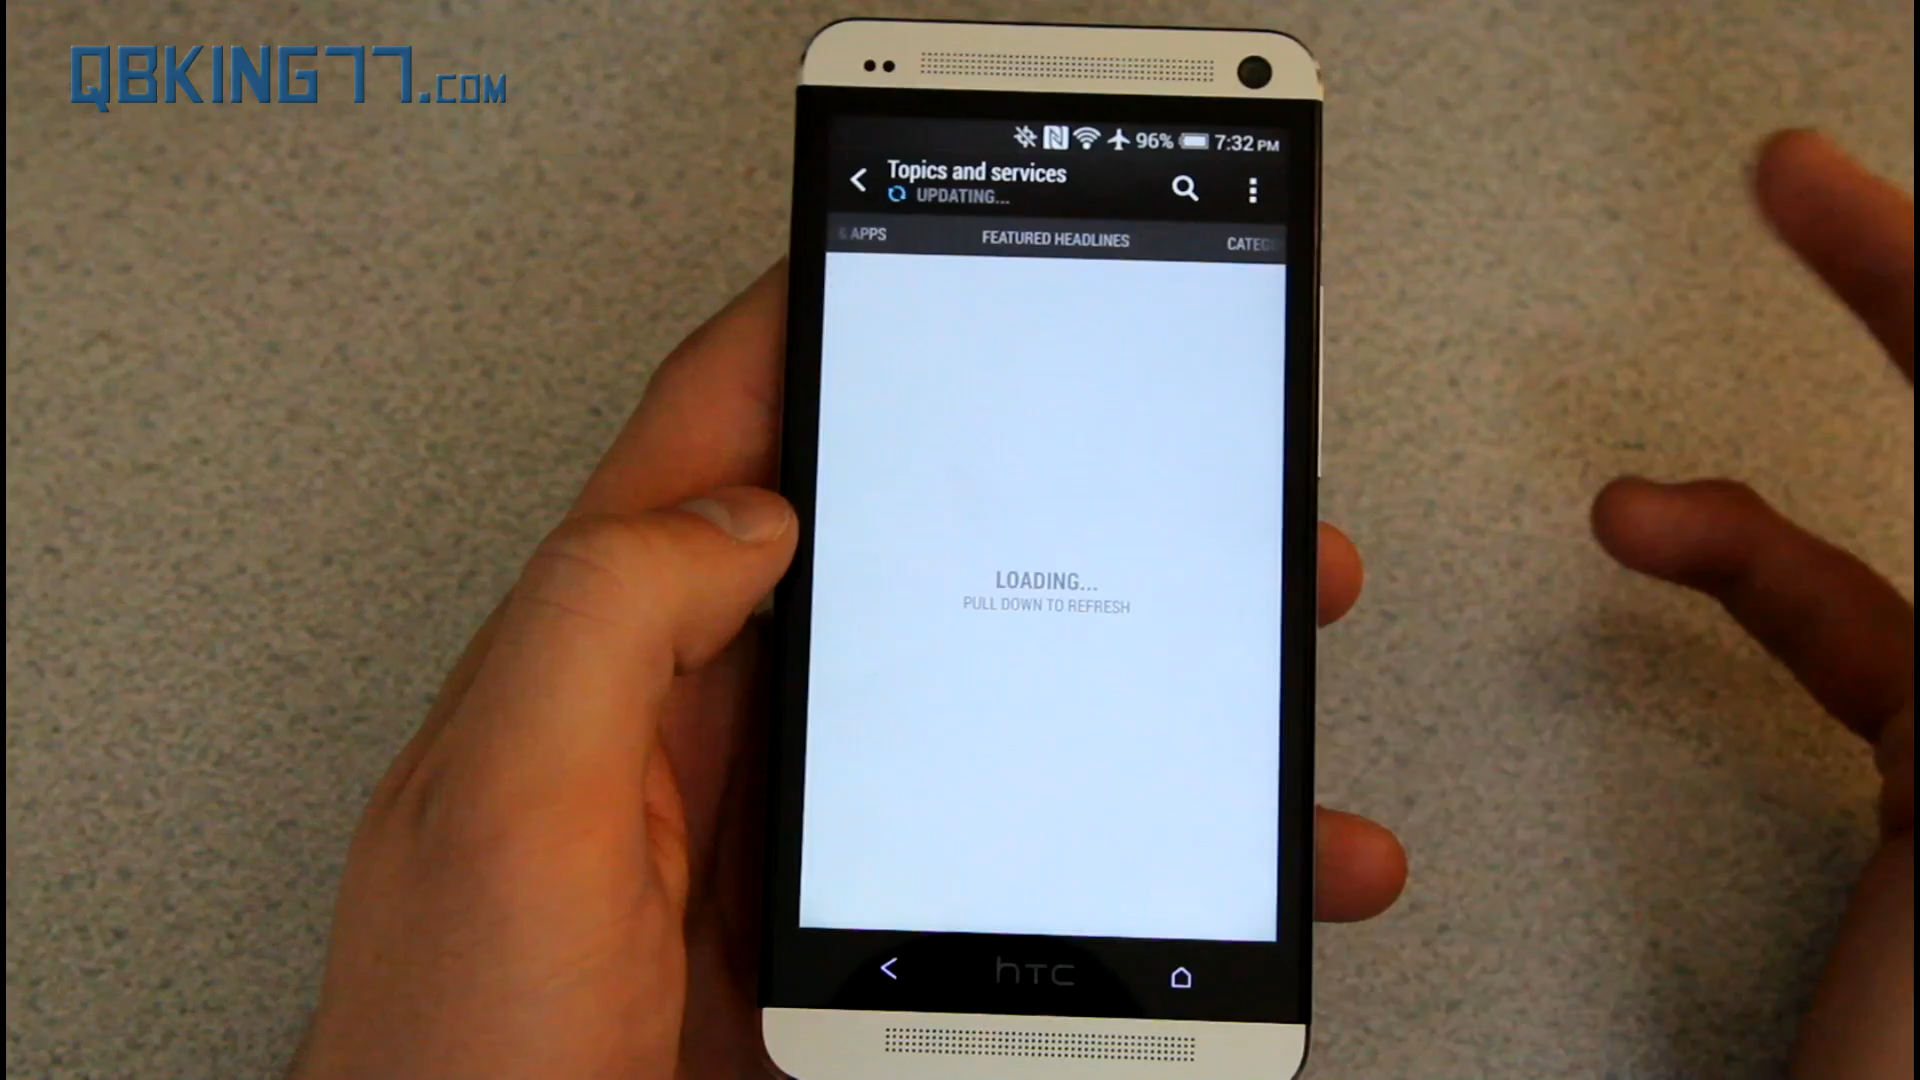 QBKING77.COM
96% 7:32 PM
Topics and services
UPDATING...
& APPS FEATURED HEADLINES CATEG
LOADING...
PULL DOWN TO REFRESH
hTC